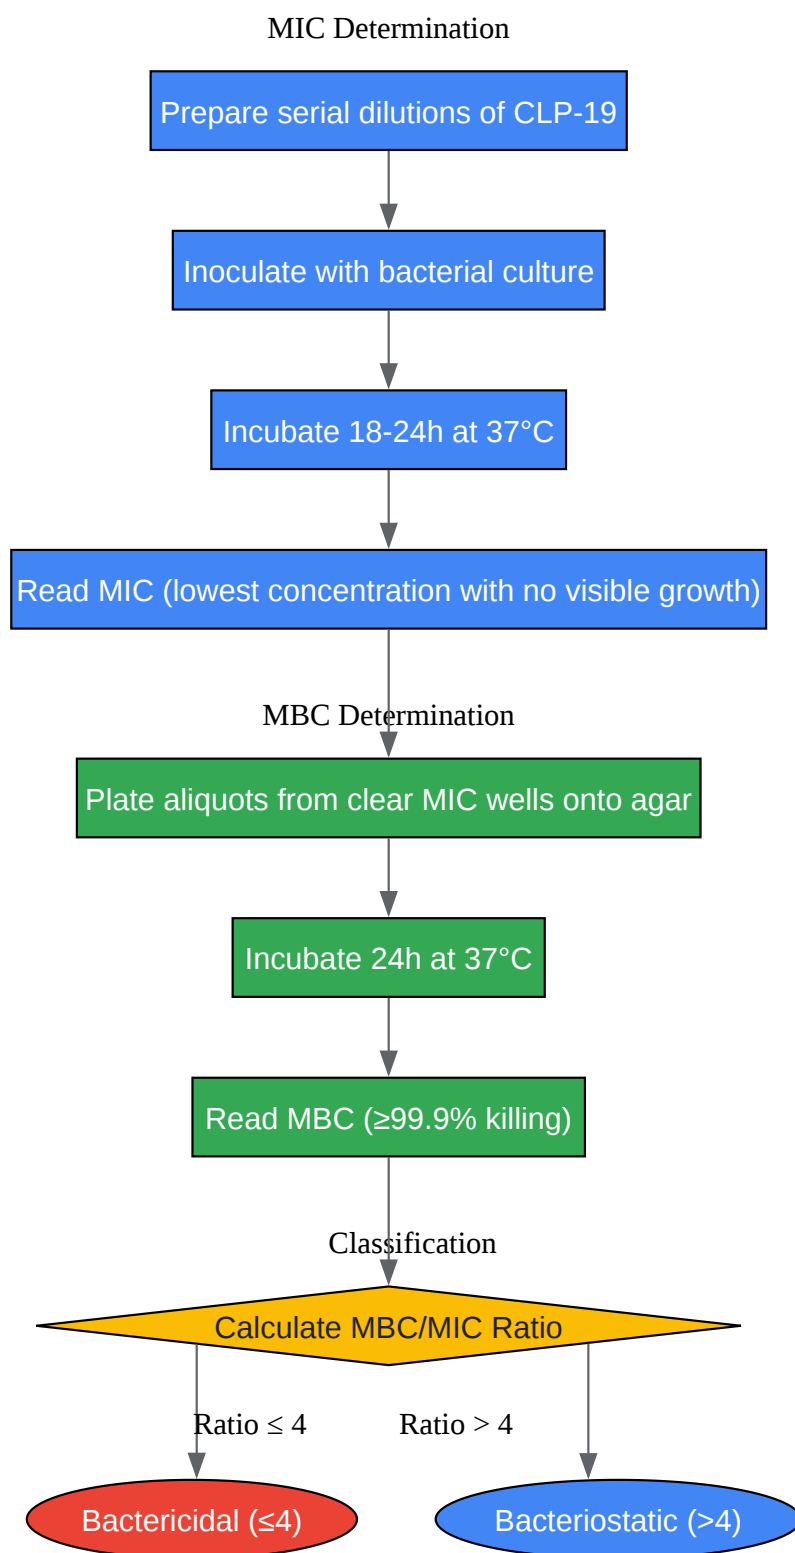 MIC Determination
Prepare serial dilutions of CLP-19
Inoculate with bacterial culture
Incubate 18-24h at 37°C
Read MIC (lowest concentration with no visible growth)
MBC Determination
Plate aliquots from clear MIC wells onto agar
Incubate 24h at 37°C
Read MBC (≥99.9% killing)
Classification
Calculate MBC/MIC Ratio
Ratio ≤ 4
Ratio > 4
Bactericidal (≤4)
Bacteriostatic (>4)